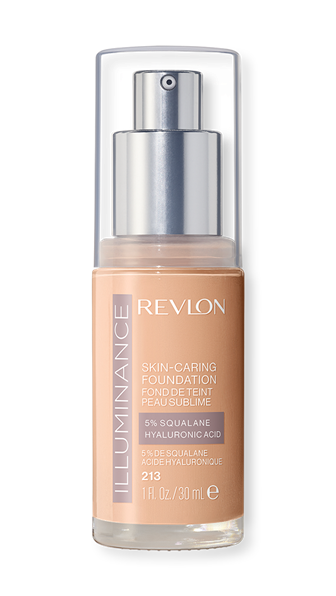 ILLUMINANCE
REVLON
SKIN-CARING
FOUNDATION
FOND DE TEINT
PEAU SUBLIME
5% SQUALANE
HYALURONIC ACID
5% DE SQUALANE
ACIDE HYALURONIQUE
213
1 fl. Oz./30 mL ℮